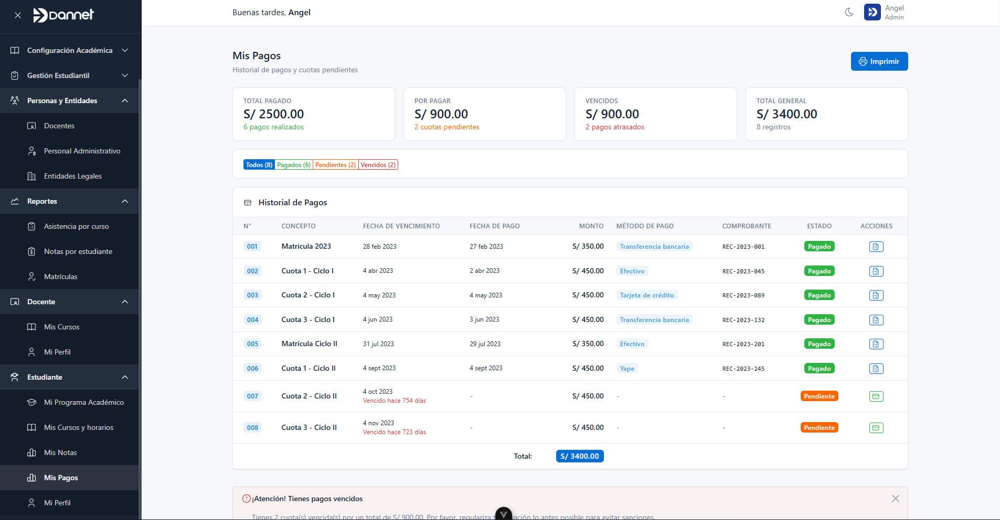 Dannet
Configuración Académica
Gestión Estudiantil
Personas y Entidades
Docentes
Personal Administrativo
Entidades Legales
Reportes
Asistencia por curso
Notas por estudiante
Matrículas
Docente
Mis Cursos
Mi Perfil
Estudiante
Mi Programa Académico
Mis Cursos y horarios
Mis Notas
Mis Pagos
Mi Perfil
Buenas tardes, Angel
Angel
Admin
Mis Pagos
Historial de pagos y cuotas pendientes
Imprimir
TOTAL PAGADO
S/ 2500.00
6 pagos realizados
POR PAGAR
S/ 900.00
2 cuotas pendientes
VENCIDOS
S/ 900.00
2 pagos atrasados
TOTAL GENERAL
S/ 3400.00
8 registros
Todos (8) Pagados (6) Pendientes (2) Vencidos (2)
Historial de Pagos
N° CONCEPTO FECHA DE VENCIMIENTO FECHA DE PAGO MONTO MÉTODO DE PAGO COMPROBANTE ESTADO ACCIONES
001 Matrícula 2023 28 feb 2023 27 feb 2023 S/ 350.00 Transferencia bancaria REC-2023-001 Pagado
002 Cuota 1 - Ciclo I 4 abr 2023 2 abr 2023 S/ 450.00 Efectivo REC-2023-045 Pagado
003 Cuota 2 - Ciclo I 4 may 2023 4 may 2023 S/ 450.00 Tarjeta de crédito REC-2023-089 Pagado
004 Cuota 3 - Ciclo I 4 jun 2023 3 jun 2023 S/ 450.00 Transferencia bancaria REC-2023-132 Pagado
005 Matrícula Ciclo II 31 jul 2023 29 jul 2023 S/ 350.00 Efectivo REC-2023-201 Pagado
006 Cuota 1 - Ciclo II 4 sept 2023 4 sept 2023 S/ 450.00 Yape REC-2023-245 Pagado
007 Cuota 2 - Ciclo II 4 oct 2023 - S/ 450.00 - - Pendiente
Vencido hace 754 días
008 Cuota 3 - Ciclo II 4 nov 2023 - S/ 450.00 - - Pendiente
Vencido hace 723 días
Total: S/ 3400.00
¡Atención! Tienes pagos vencidos
Tienes 2 cuota(s) vencida(s) por un total de S/ 900.00. Por favor, regulariza lo antes posible para evitar sanciones.